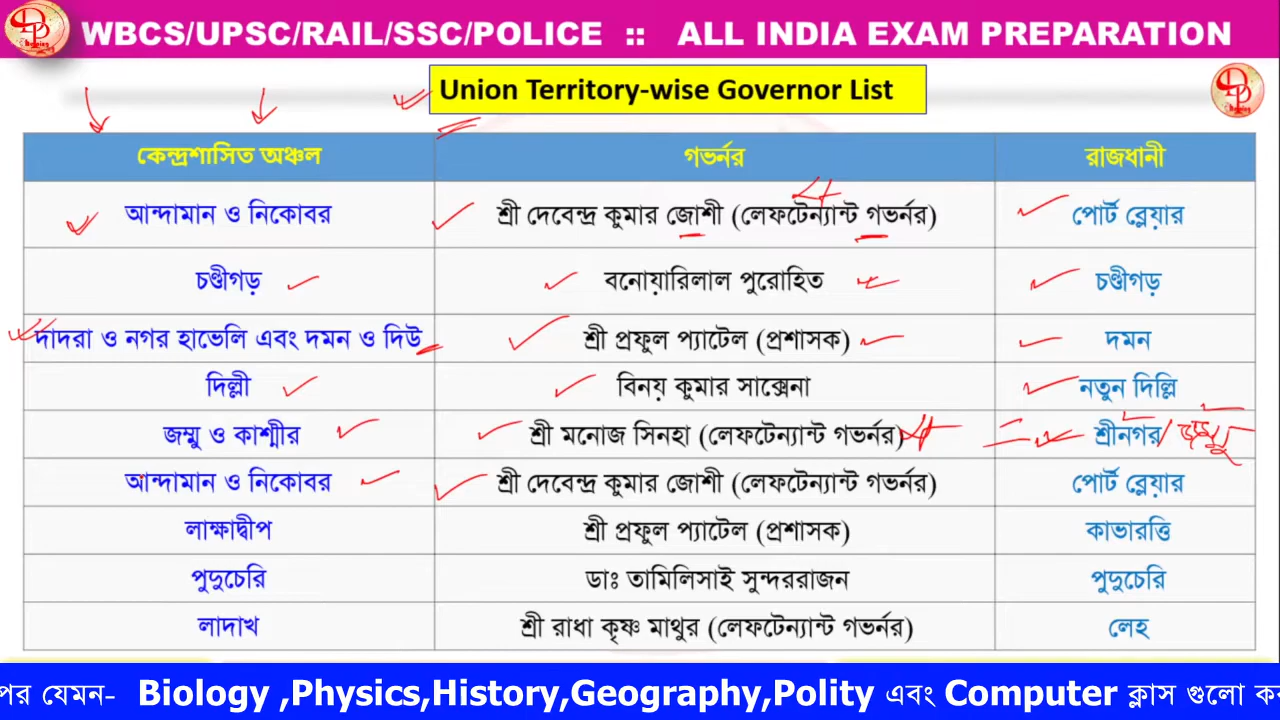 WBCS/UPSC/RAIL/SSC/POLICE :: ALL INDIA EXAM PREPARATION
Union Territory-wise Governor List
কেন্দ্রশাসিত অঞ্চল গভর্নর রাজধানী
আন্দামান ও নিকোবর শ্রী দেবেন্দ্র কুমার জোশী (লেফটেন্যান্ট গভর্নর) পোর্ট ব্লেয়ার
চণ্ডীগড় বনোয়ারিলাল পুরোহিত চণ্ডীগড়
দাদরা ও নগর হাভেলি এবং দমন ও দিউ শ্রী প্রফুল প্যাটেল (প্রশাসক) দমন
দিল্লী বিনয় কুমার সাক্সেনা নতুন দিল্লি
জম্মু ও কাশ্মীর শ্রী মনোজ সিনহা (লেফটেন্যান্ট গভর্নর) শ্রীনগর/
আন্দামান ও নিকোবর শ্রী দেবেন্দ্র কুমার জোশী (লেফটেন্যান্ট গভর্নর) পোর্ট ব্লেয়ার
লাক্ষাদ্বীপ শ্রী প্রফুল প্যাটেল (প্রশাসক) কাভারত্তি
পুদুচেরি ডাঃ তামিলিসাই সুন্দররাজন পুদুচেরি
লাদাখ শ্রী রাধা কৃষ্ণ মাথুর (লেফটেন্যান্ট গভর্নর) লেহ
পর যেমন- Biology ,Physics,History,Geography,Polity এবং Computer ক্লাস গুলো কর